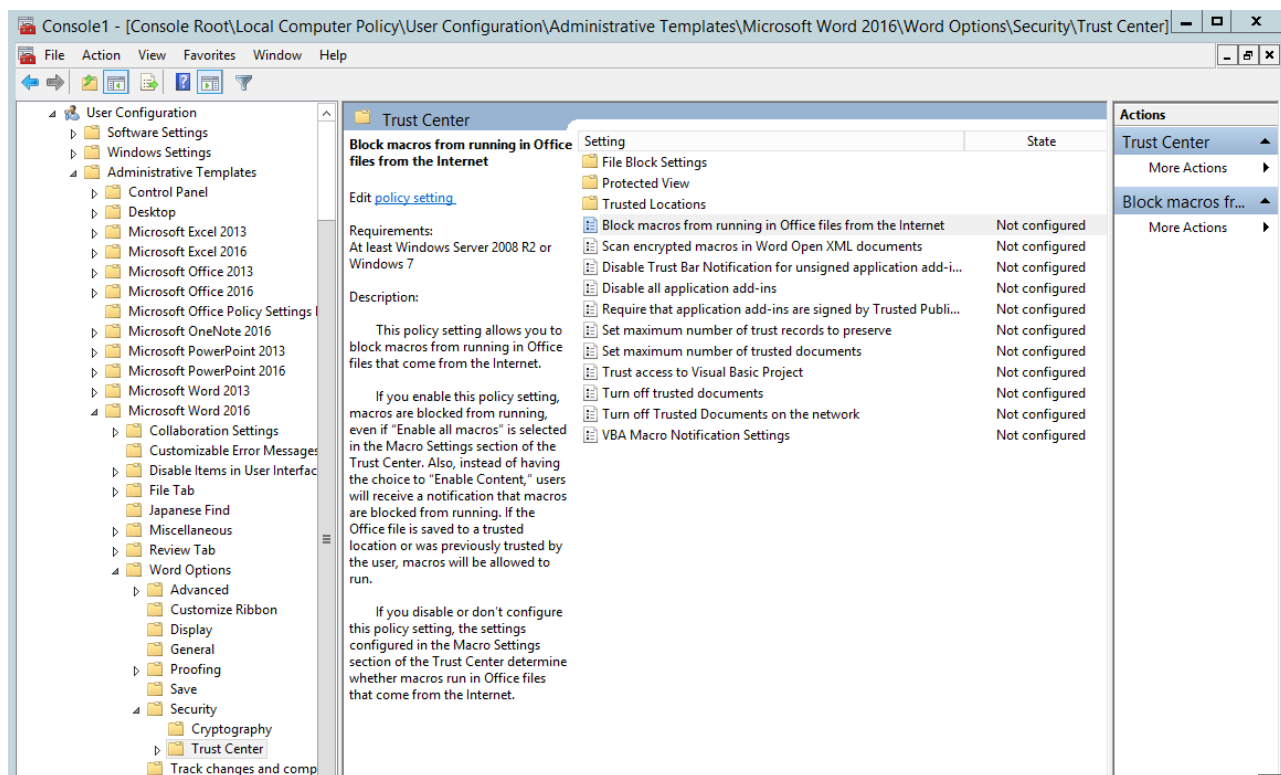 Console1 - [Console Root\Local Computer Policy\User Configuration\Administrative Templates\Microsoft Word 2016\Word Options\Security\Trust Center]
File Action View Favorites Window Help
User Configuration
Software Settings
Windows Settings
Administrative Templates
Control Panel
Desktop
Microsoft Excel 2013
Microsoft Excel 2016
Microsoft Office 2013
Microsoft Office 2016
Microsoft Office Policy Settings
Microsoft OneNote 2016
Microsoft PowerPoint 2013
Microsoft PowerPoint 2016
Microsoft Word 2013
Microsoft Word 2016
Collaboration Settings
Customizable Error Messages
Disable Items in User Interfac
File Tab
Japanese Find
Miscellaneous
Review Tab
Word Options
Advanced
Customize Ribbon
Display
General
Proofing
Save
Security
Cryptography
Trust Center
Track changes and comp
Trust Center
Block macros from running in Office
files from the Internet
Edit policy setting
Requirements:
At least Windows Server 2008 R2 or
Windows 7
Description:
This policy setting allows you to
block macros from running in Office
files that come from the Internet.
If you enable this policy setting,
macros are blocked from running,
even if “Enable all macros” is selected
in the Macro Settings section of the
Trust Center. Also, instead of having
the choice to “Enable Content,” users
will receive a notification that macros
are blocked from running. If the
Office file is saved to a trusted
location or was previously trusted by
the user, macros will be allowed to
run.
If you disable or don’t configure
this policy setting, the settings
configured in the Macro Settings
section of the Trust Center determine
whether macros run in Office files
that come from the Internet.
Setting State
File Block Settings
Protected View
Trusted Locations
Block macros from running in Office files from the Internet Not configured
Scan encrypted macros in Word Open XML documents Not configured
Disable Trust Bar Notification for unsigned application add-i... Not configured
Disable all application add-ins Not configured
Require that application add-ins are signed by Trusted Publi... Not configured
Set maximum number of trust records to preserve Not configured
Set maximum number of trusted documents Not configured
Trust access to Visual Basic Project Not configured
Turn off trusted documents Not configured
Turn off Trusted Documents on the network Not configured
VBA Macro Notification Settings Not configured
Actions
Trust Center
More Actions
Block macros fr...
More Actions